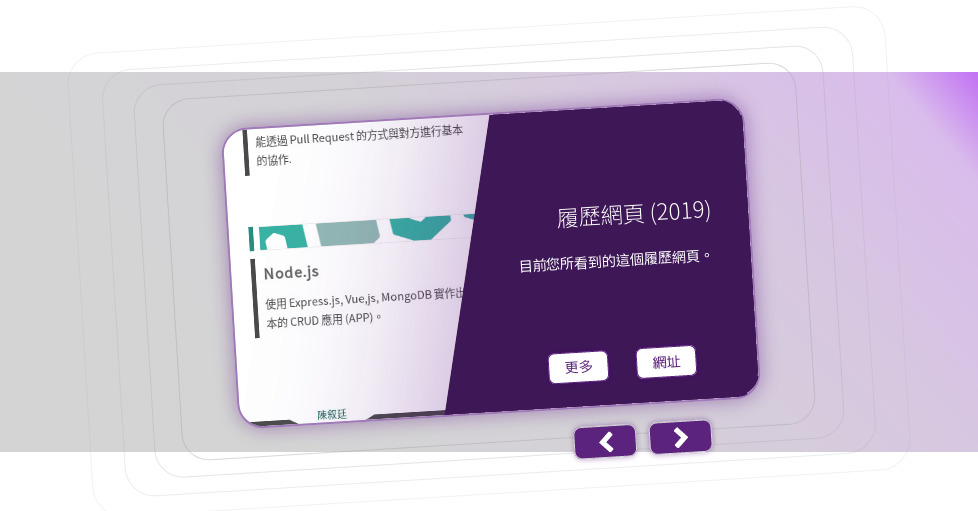 能透過 Pull Request 的方式與對方進行基本
的協作.
Node.js
使用 Express.js, Vue,js, MongoDB 實作出
本的 CRUD 應用 (APP)。
陳叙廷
履歷網頁 (2019)
目前您所看到的這個履歷網頁。
更多
網址